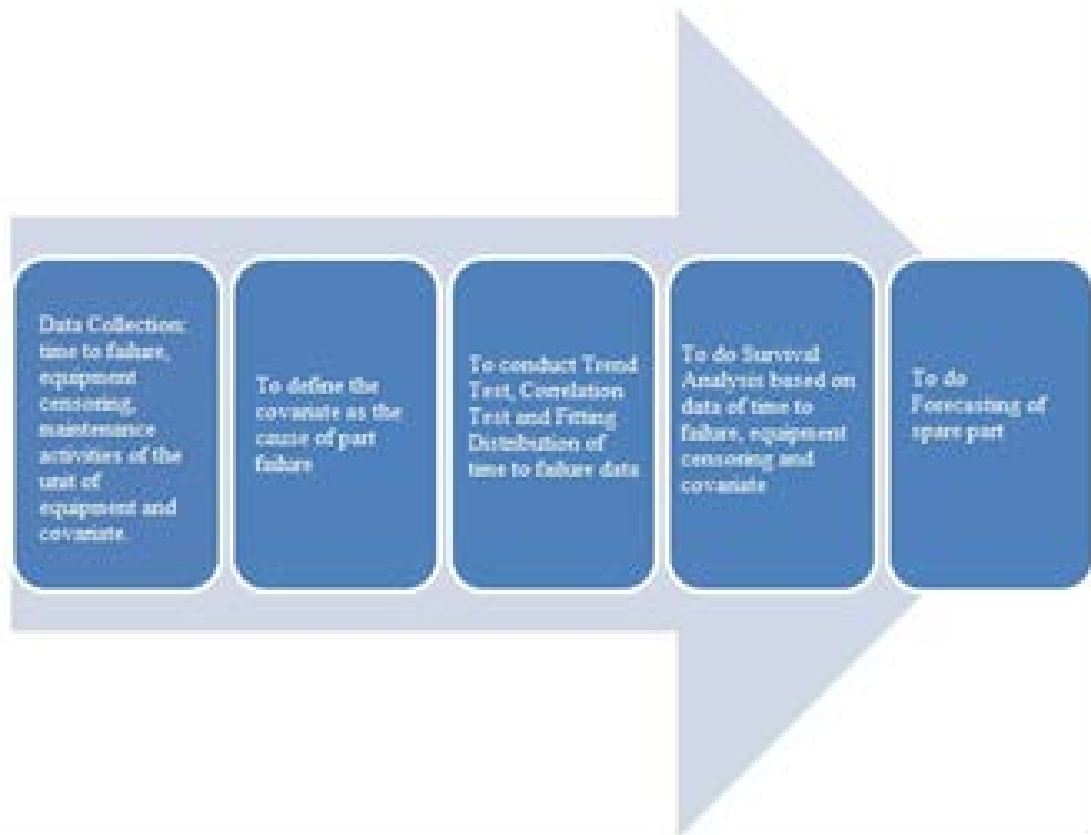 Data Collection:
time to failure,
equipment
censoring,
maintenance
activities of the
unit of
equipment and
covariate.
To define the
covariate as the
cause of part
failure
To conduct Trend
Test, Correlation
Test and Fitting
Distribution of
time to failure data
To do Survival
Analysis based on
data of time to
failure, equipment
censoring and
covariate
To do
Forecasting of
spare part